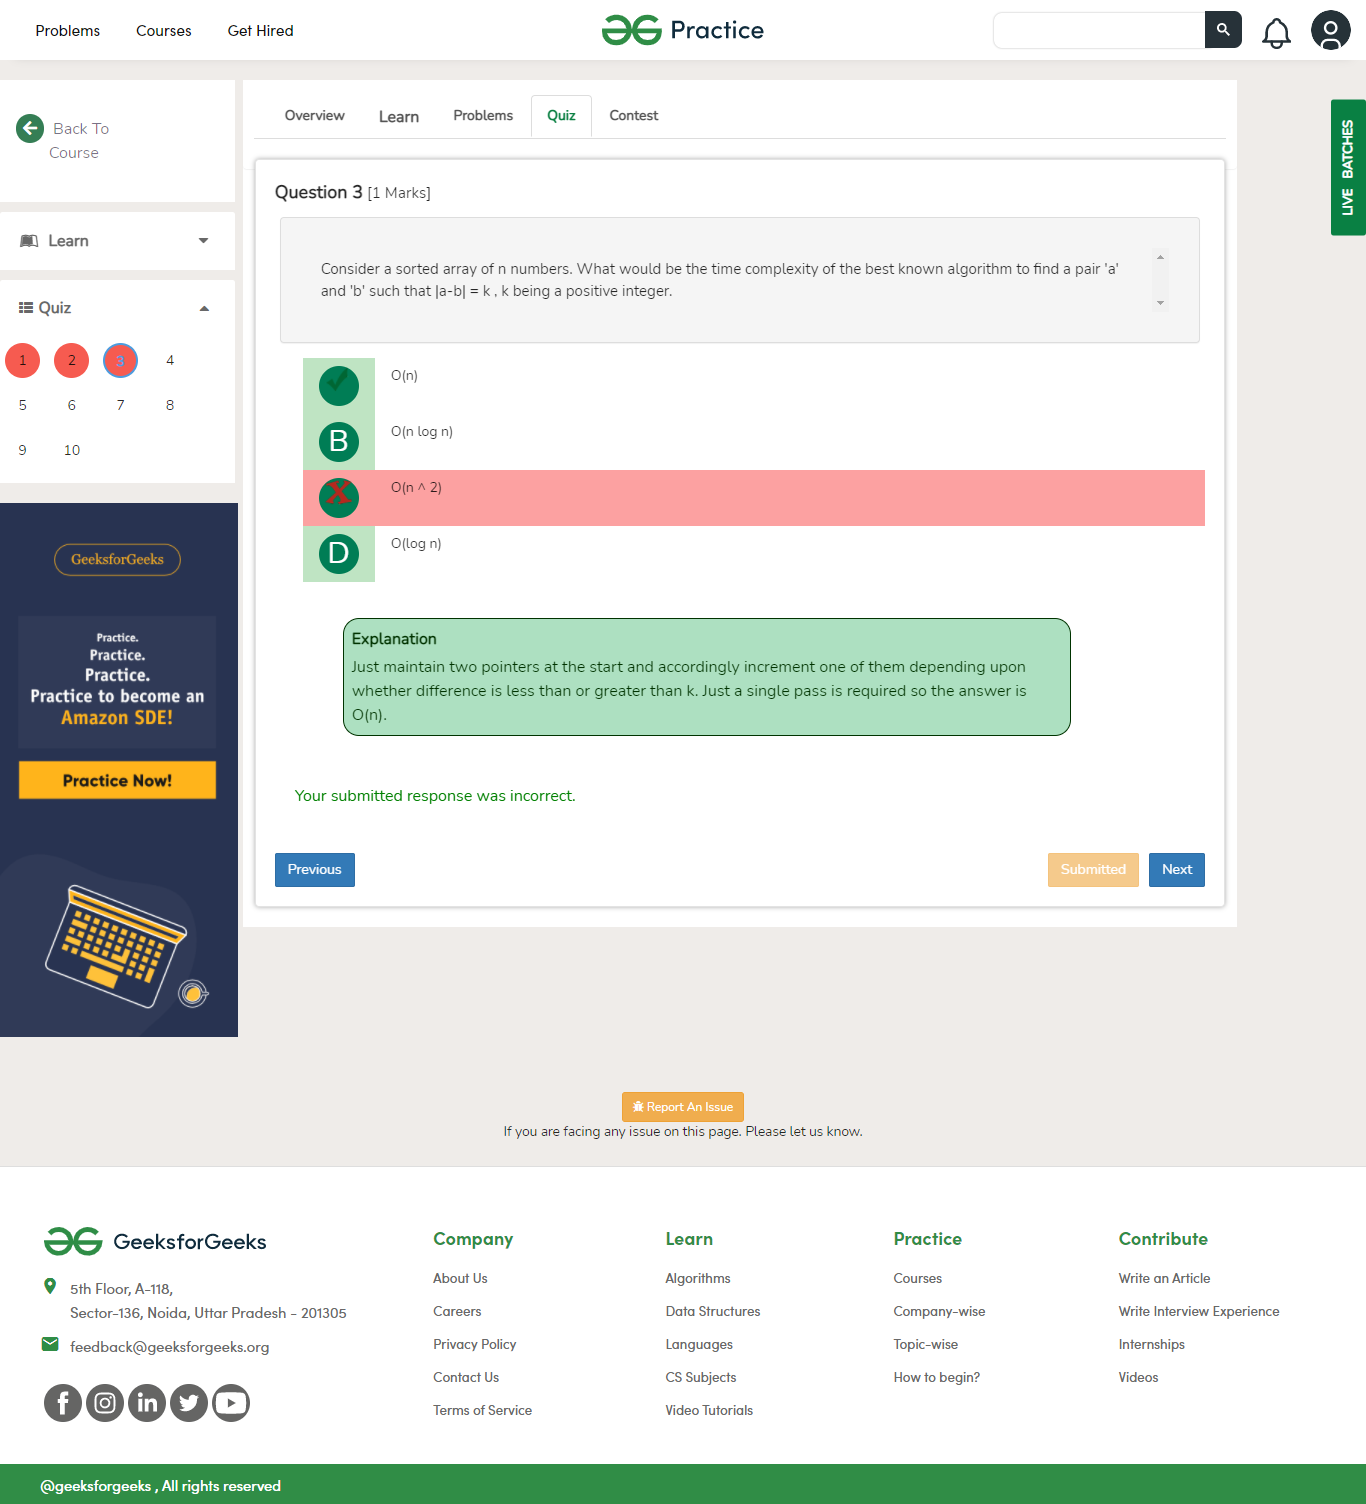 Problems
Courses
Get Hired
Practice
Back To
Course
Learn
Quiz
1
2
3
4
5
6
7
8
9
10
GeeksforGeeks
Practice.
Practice.
Practice.
Practice to become an
Amazon SDE!
Practice Now!
Overview
Learn
Problems
Quiz
Contest
LIVE BATCHES
Question 3 [1 Marks]
Consider a sorted array of n numbers. What would be the time complexity of the best known algorithm to find a pair 'a'
and 'b' such that |a-b| = k , k being a positive integer.
O(n)
B
O(n log n)
X
O(n ^ 2)
D
O(log n)
Explanation
Just maintain two pointers at the start and accordingly increment one of them depending upon
whether difference is less than or greater than k. Just a single pass is required so the answer is
O(n).
Your submitted response was incorrect.
Previous
Submitted
Next
Report An Issue
If you are facing any issue on this page. Please let us know.
GeeksforGeeks
5th Floor, A-118,
Sector-136, Noida, Uttar Pradesh - 201305
feedback@geeksforgeeks.org
Company
About Us
Careers
Privacy Policy
Contact Us
Terms of Service
Learn
Algorithms
Data Structures
Languages
CS Subjects
Video Tutorials
Practice
Courses
Company-wise
Topic-wise
How to begin?
Contribute
Write an Article
Write Interview Experience
Internships
Videos
@geeksforgeeks , All rights reserved